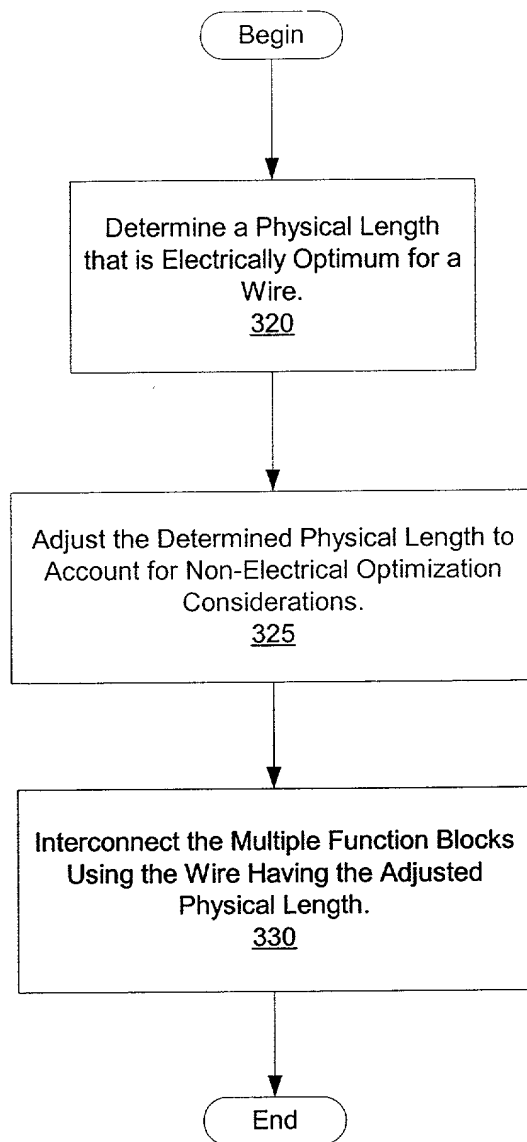 Begin
Determine a Physical Length
that is Electrically Optimum for a
Wire.
320
Adjust the Determined Physical Length to
Account for Non-Electrical Optimization
Considerations.
325
Interconnect the Multiple Function Blocks
Using the Wire Having the Adjusted
Physical Length.
330
End